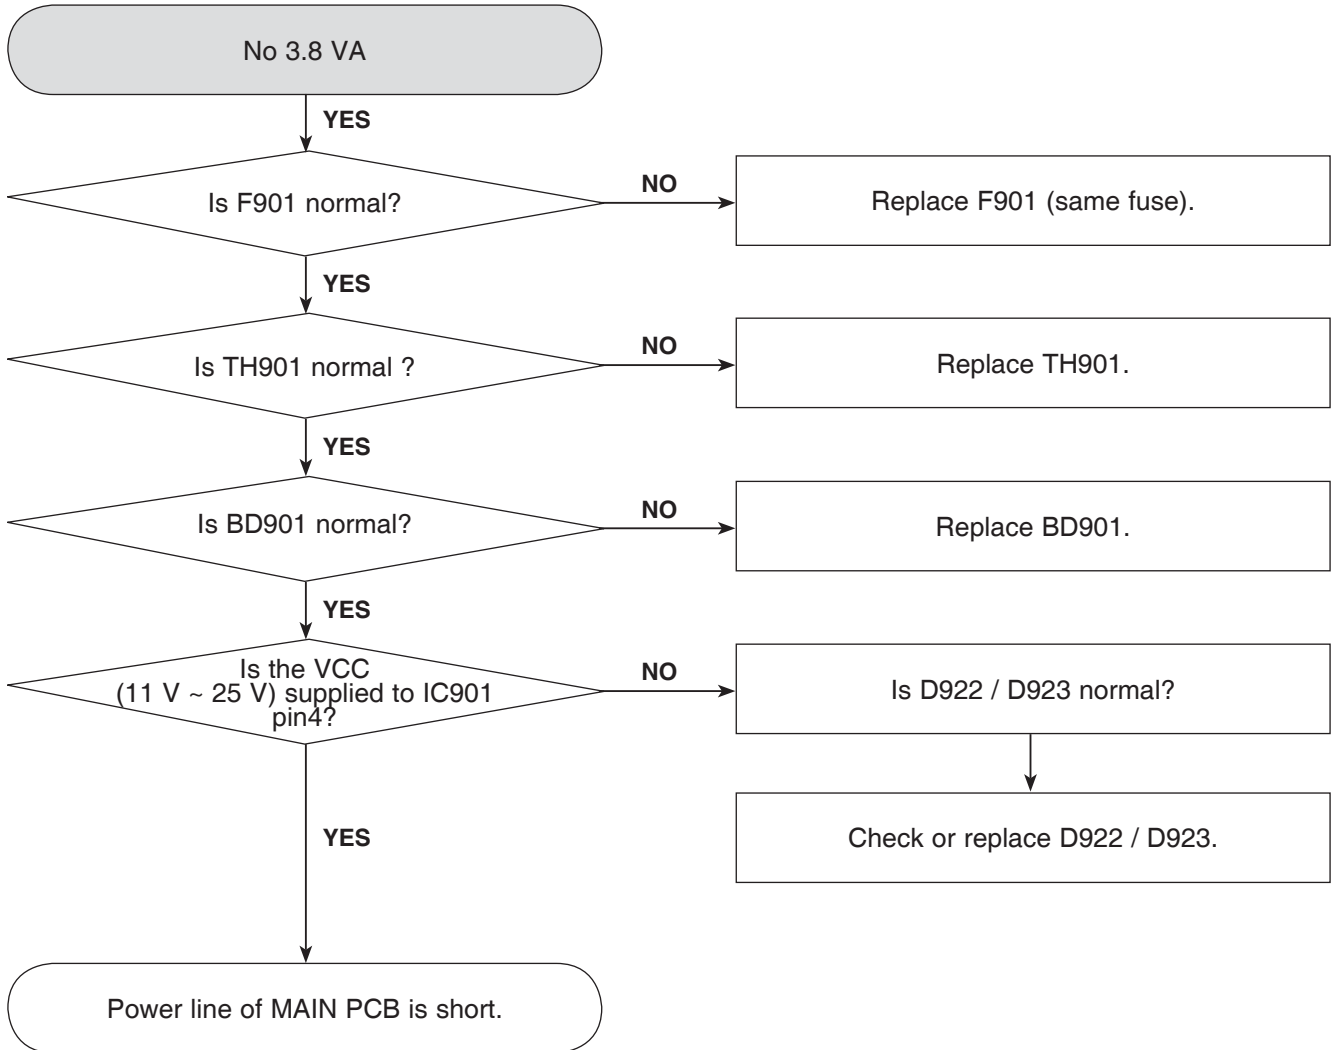 No 3.8 VA
YES
Is F901 normal?
NO
Replace F901 (same fuse).
YES
Is TH901 normal ?
NO
Replace TH901.
YES
Is BD901 normal?
NO
Replace BD901.
YES
Is the VCC
(11 V ~ 25 V) supplied to IC901
pin4?
NO
Is D922 / D923 normal?
Check or replace D922 / D923.
YES
Power line of MAIN PCB is short.